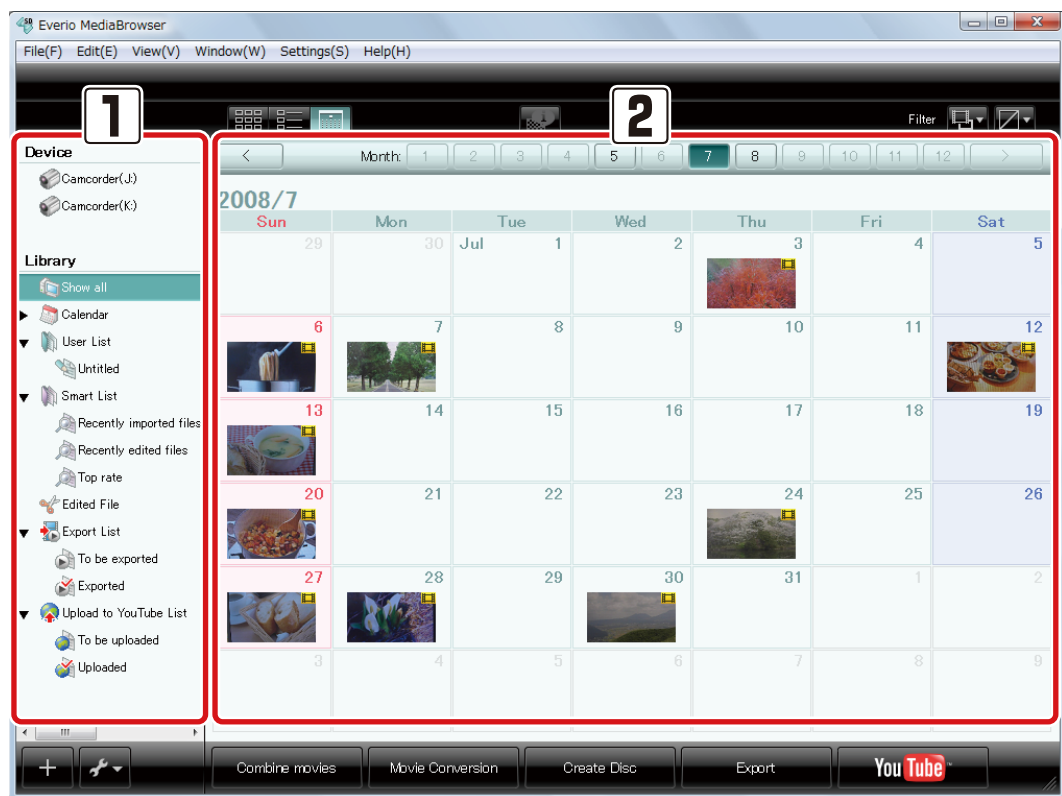 Everio MediaBrowser
File(F) Edit(E) View(V) Window(W) Settings(S) Help(H)
1
2
Filter
Device
Camcorder(J:)
Camcorder(K:)
Library
Show all
Calendar
User List
Untitled
Smart List
Recently imported files
Recently edited files
Top rate
Edited File
Export List
To be exported
Exported
Upload to YouTube List
To be uploaded
Uploaded
< Month: 1 2 3 4 5 6 7 8 9 10 11 12 >
2008/7
Sun Mon Tue Wed Thu Fri Sat
29 30 Jul 1 2 3 4 5
6 7 8 9 10 11 12
13 14 15 16 17 18 19
20 21 22 23 24 25 26
27 28 29 30 31 1 2
3 4 5 6 7 8 9
Combine movies Movie Conversion Create Disc Export YouTube